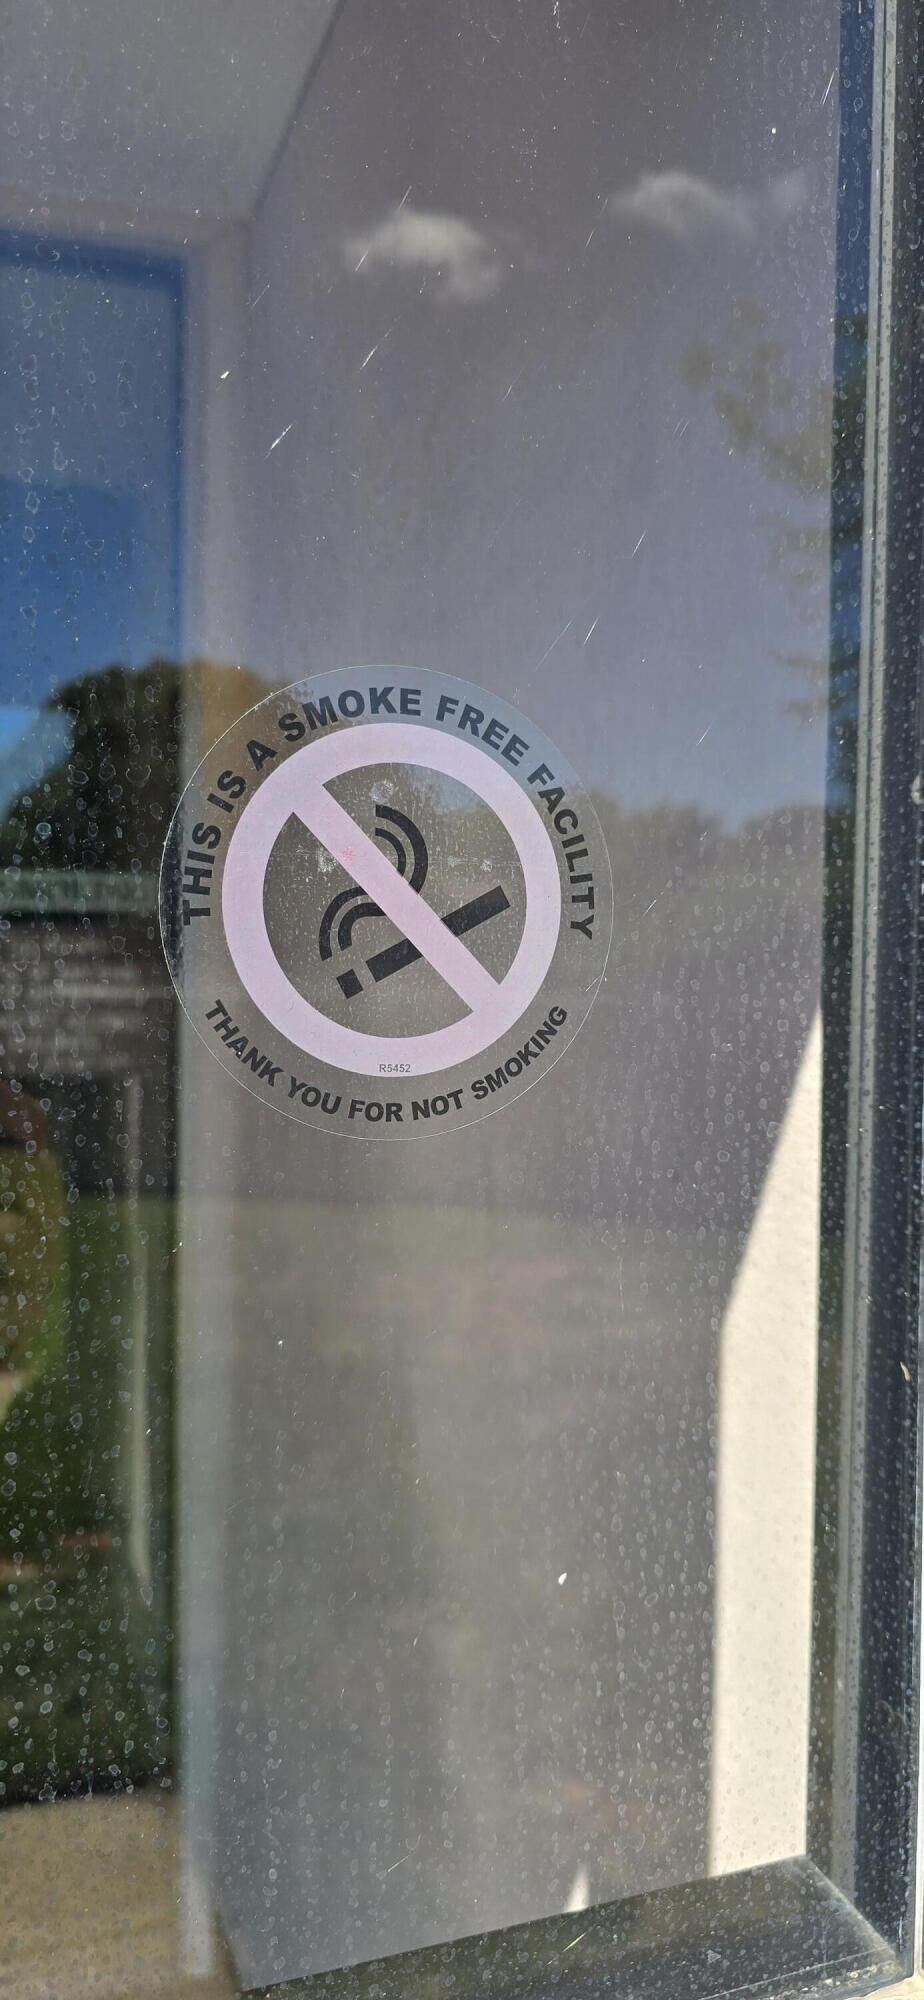 THIS IS A SMOKE FREE FACILITY
R5452
THANK YOU FOR NOT SMOKING